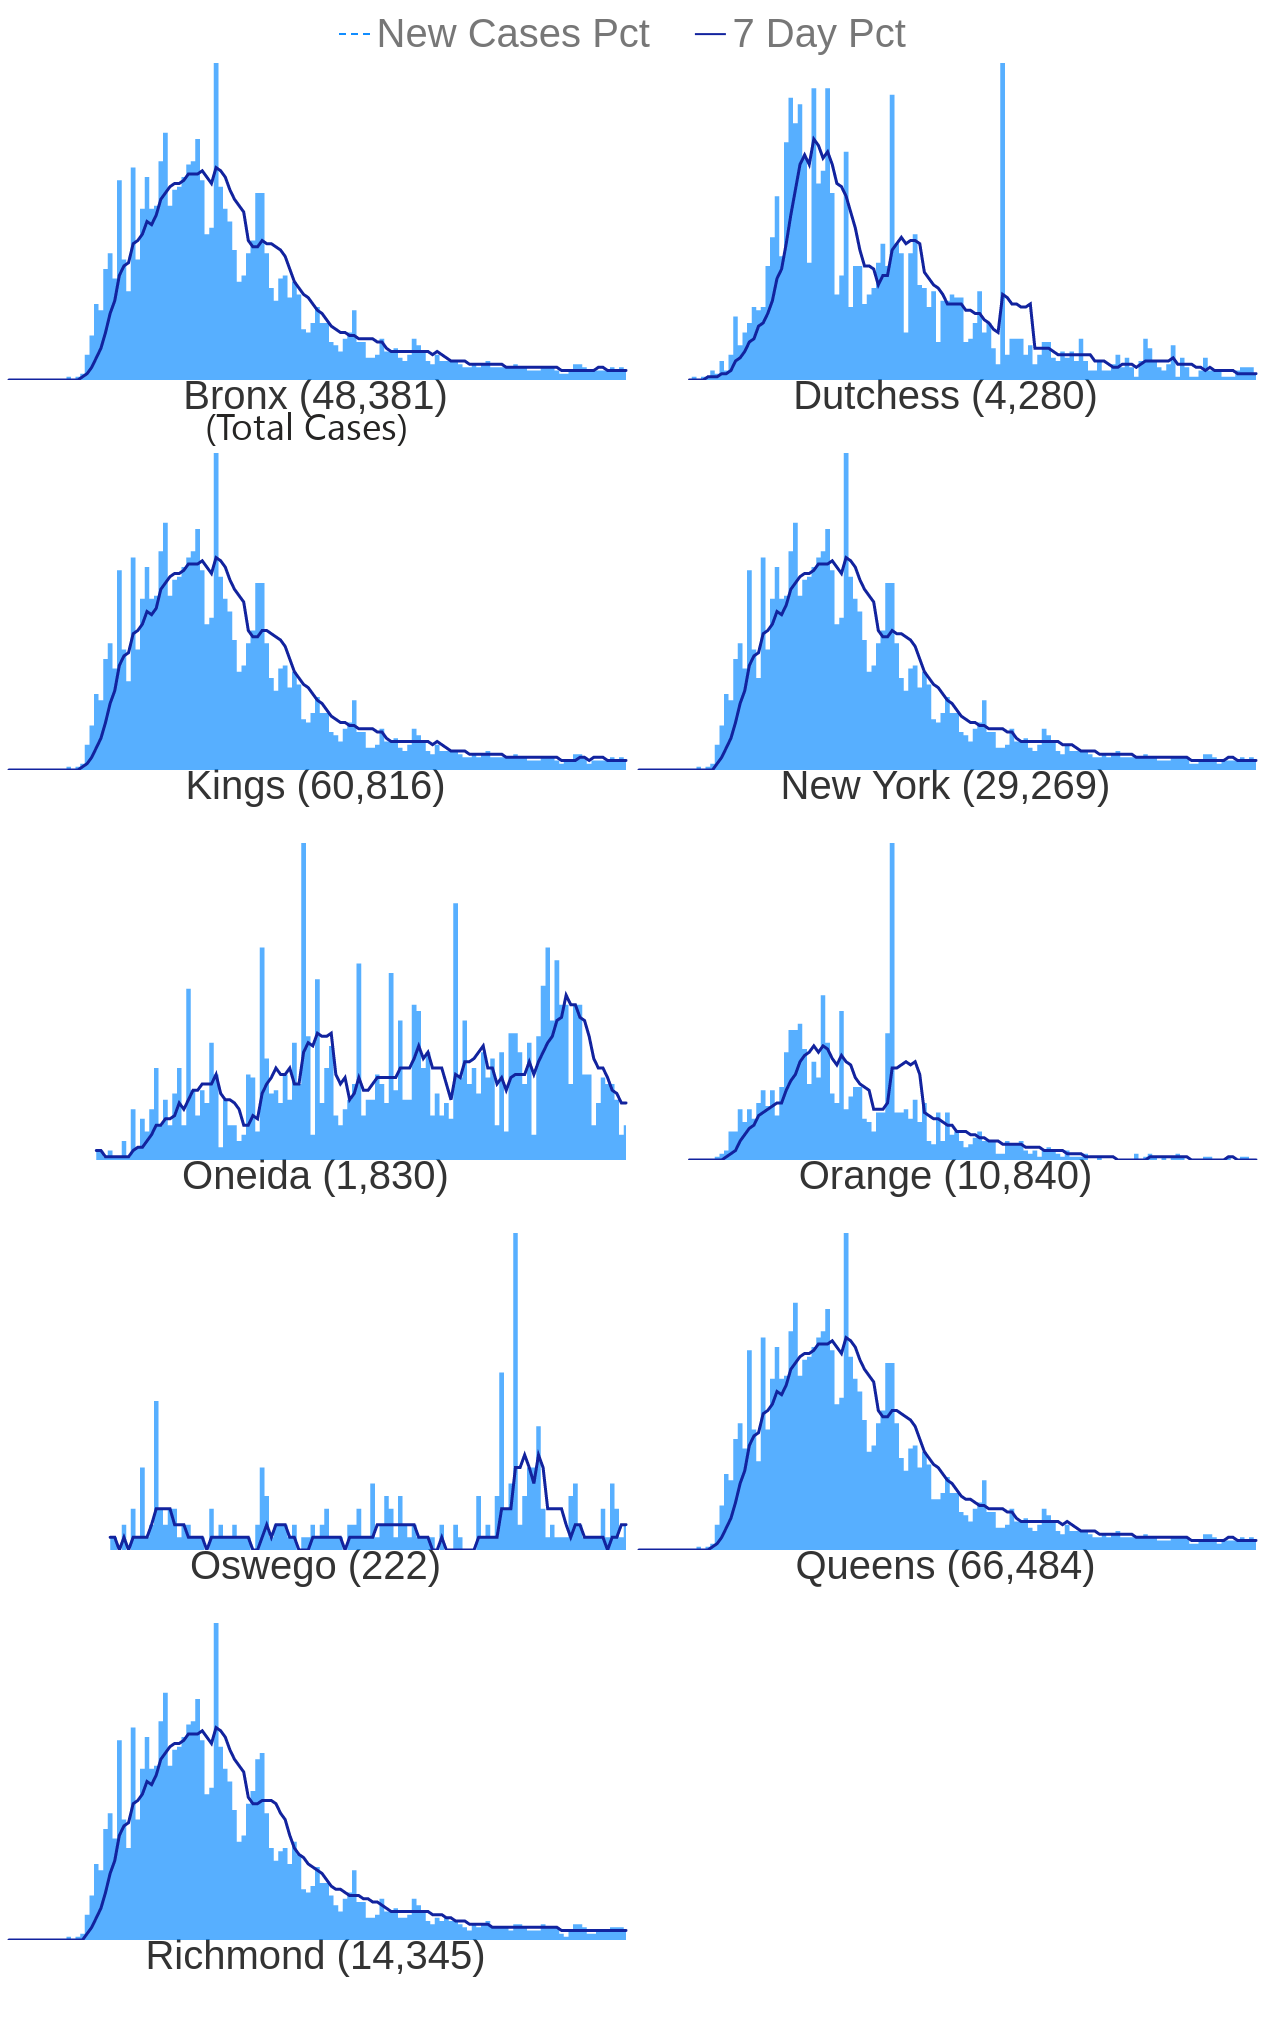 New Cases Pct 7 Day Pct
Bronx (48,381) Dutchess (4,280)
(Total Cases)
Kings (60,816) New York (29,269)
Oneida (1,830) Orange (10,840)
Oswego (222) Queens (66,484)
Richmond (14,345)